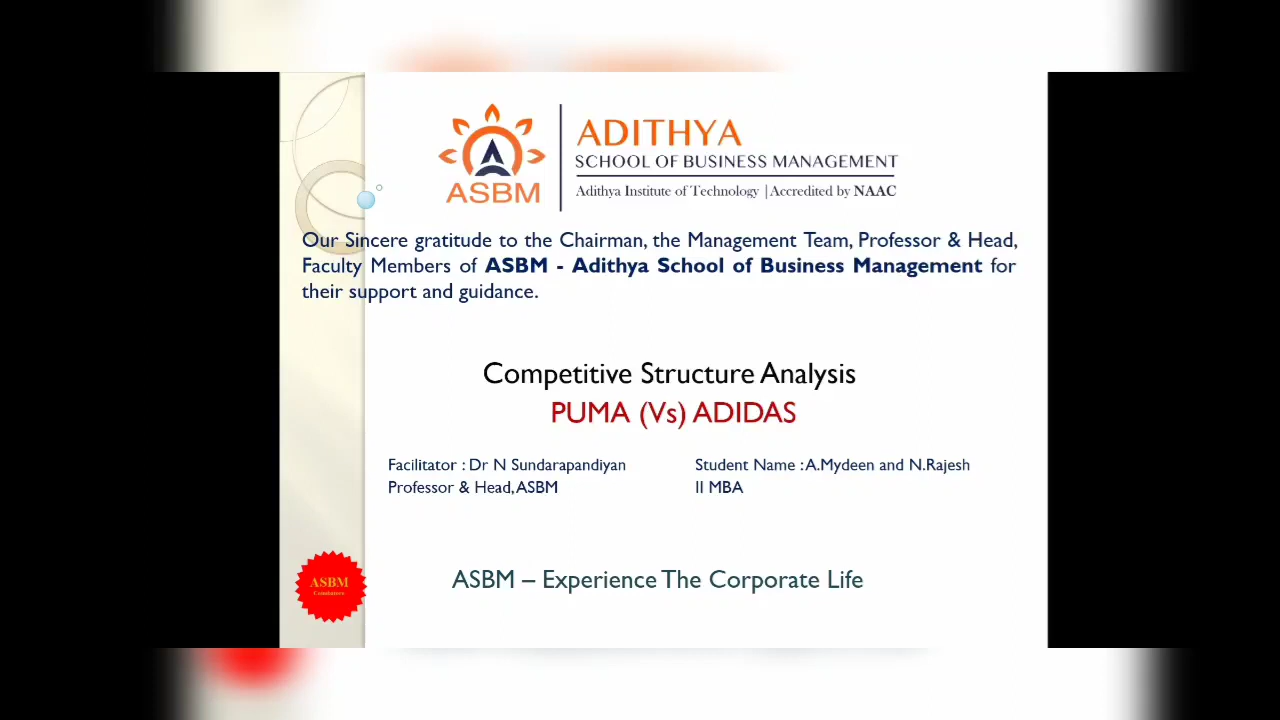 ADITHYA
SCHOOL OF BUSINESS MANAGEMENT
ASBM
Adithya Institute of Technology | Accredited by NAAC
Our Sincere gratitude to the Chairman, the Management Team, Professor & Head,
Faculty Members of ASBM - Adithya School of Business Management for
their support and guidance.
Competitive Structure Analysis
PUMA (Vs) ADIDAS
Facilitator : Dr N Sundarapandiyan
Professor & Head, ASBM
Student Name : A.Mydeen and N.Rajesh
II MBA
ASBM
Coimbatore
ASBM – Experience The Corporate Life